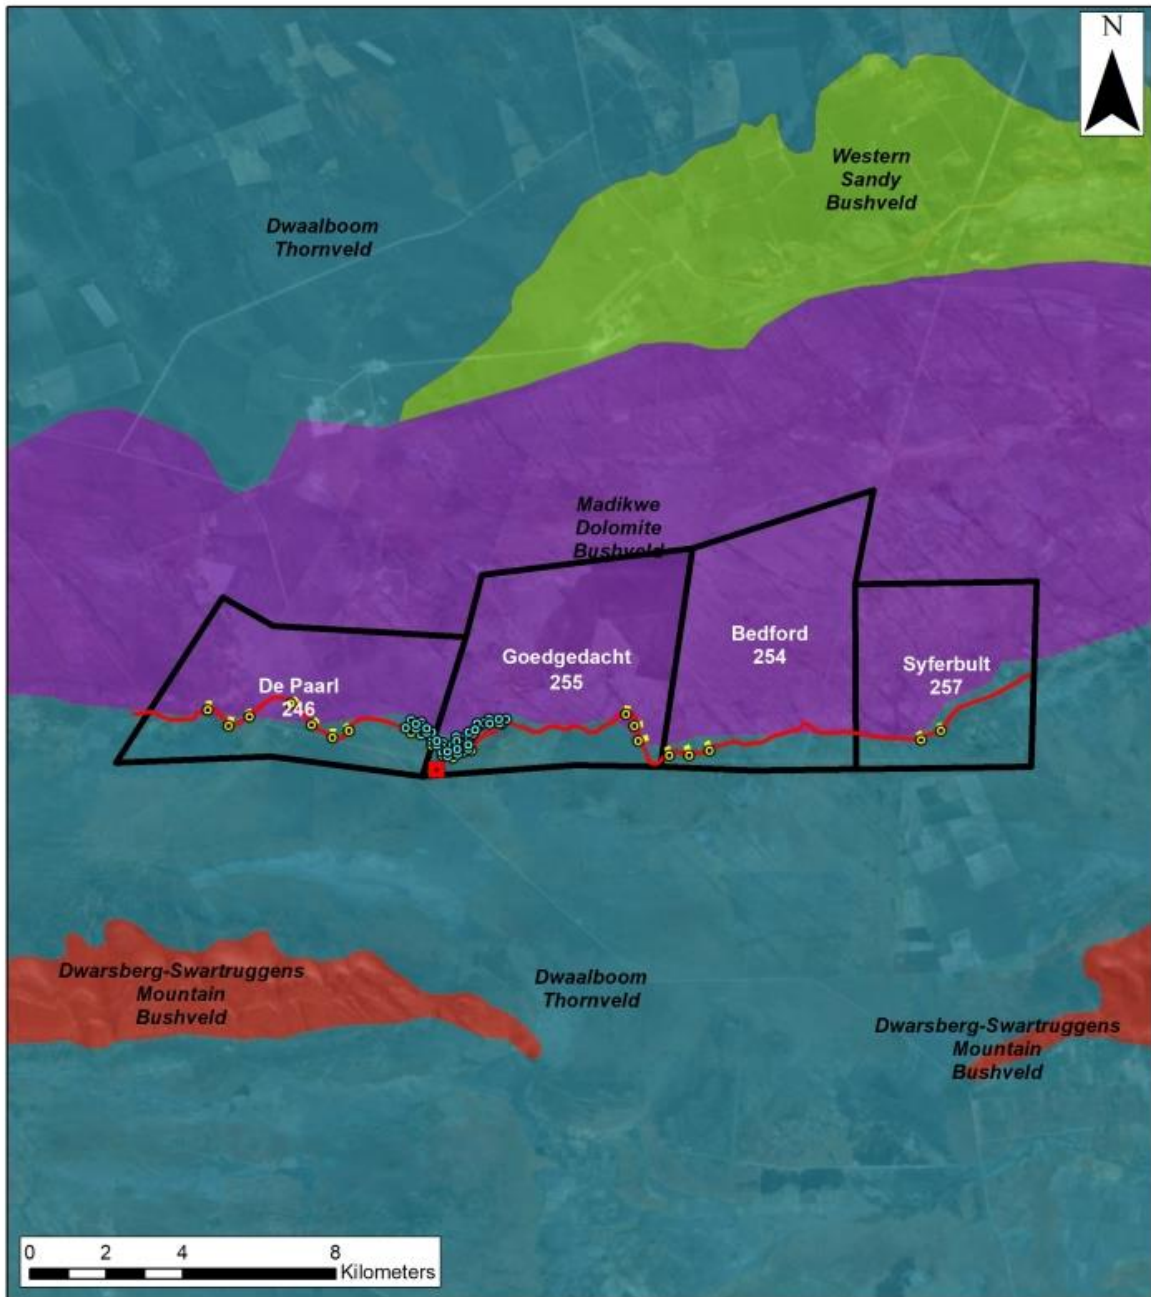 N
Western
Sandy
Bushveld
Dwaalboom
Thornveld
Madikwe
Dolomite
Bushveld
Bedford
254
Goedgedacht
255
Syferbult
257
De Paarl
246
Dwarsberg-Swartruggens
Mountain
Bushveld
Dwaalboom
Thornveld
Dwarsberg-Swartruggens
Mountain
Bushveld
0 2 4 8
Kilometers